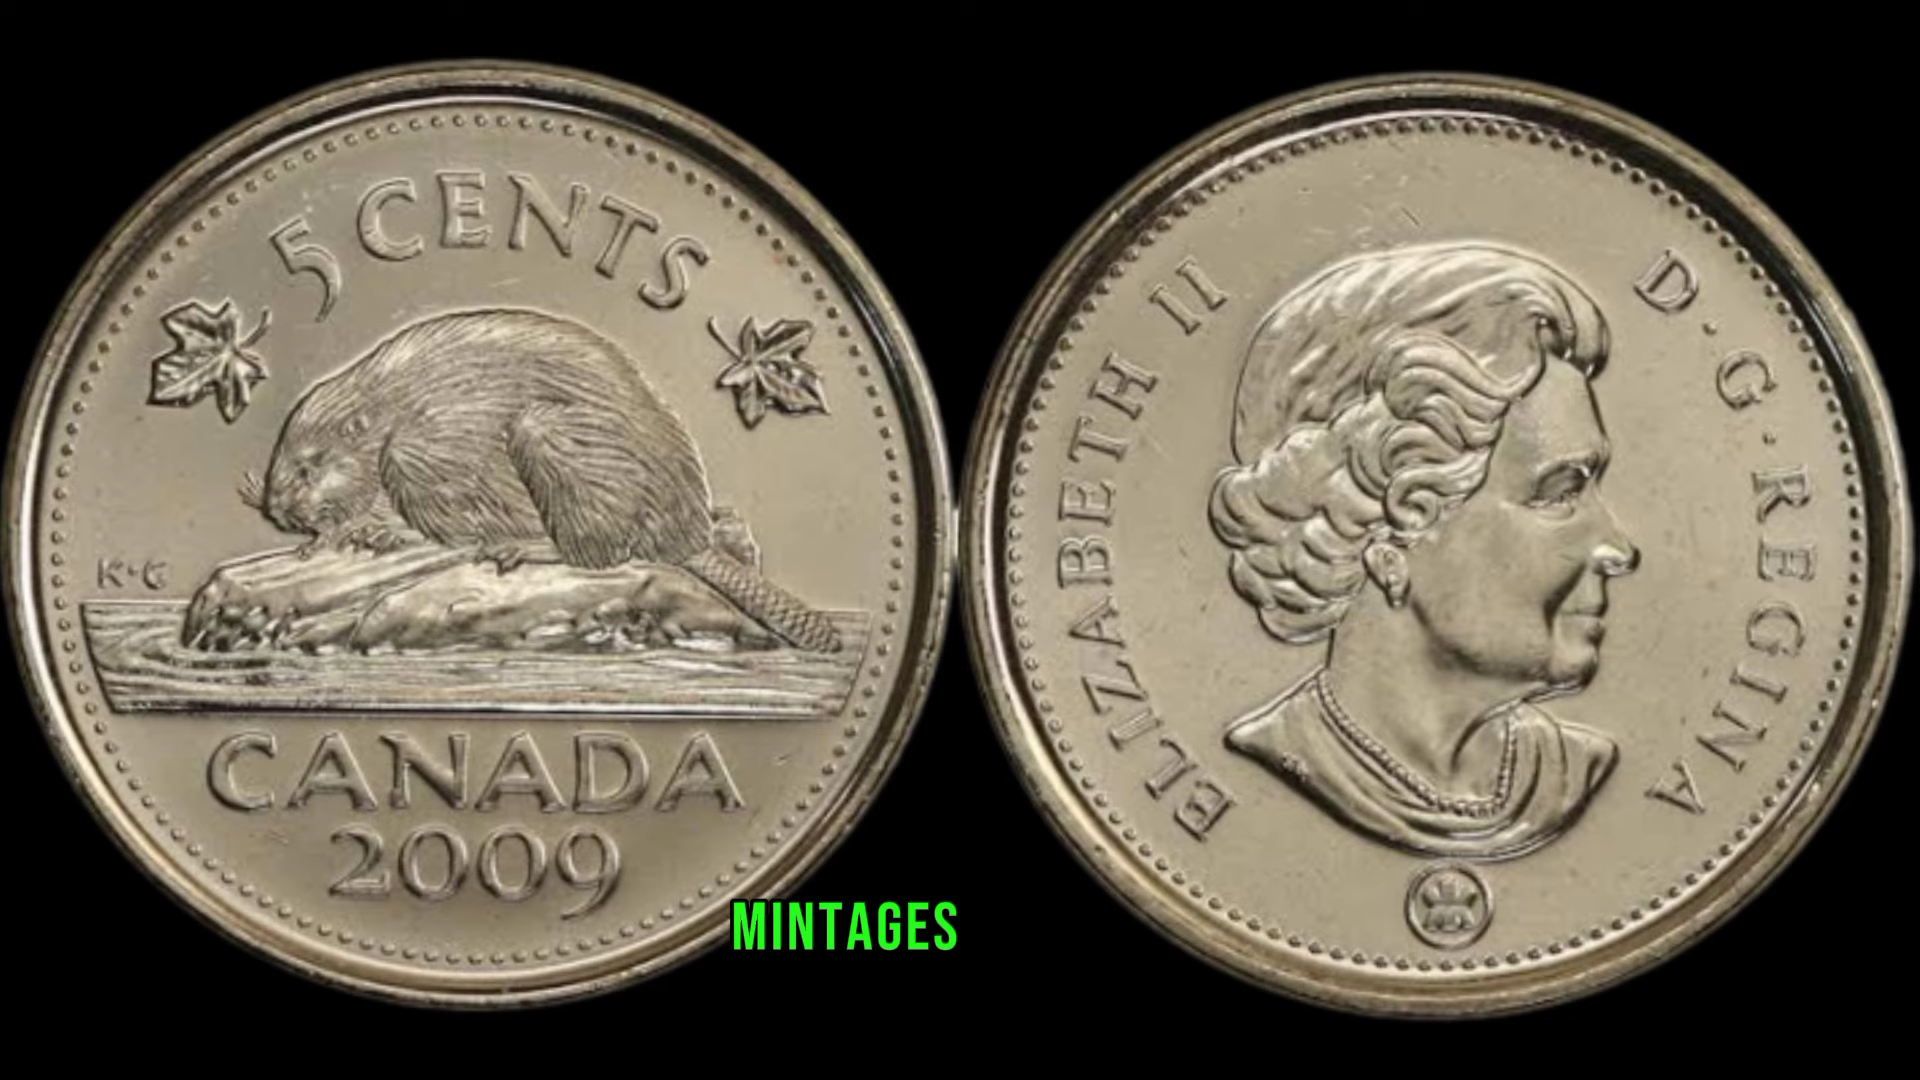 5 CENTS
K·G
CANADA
2009
ELIZABETH II
D·G·REGINA
MINTAGES